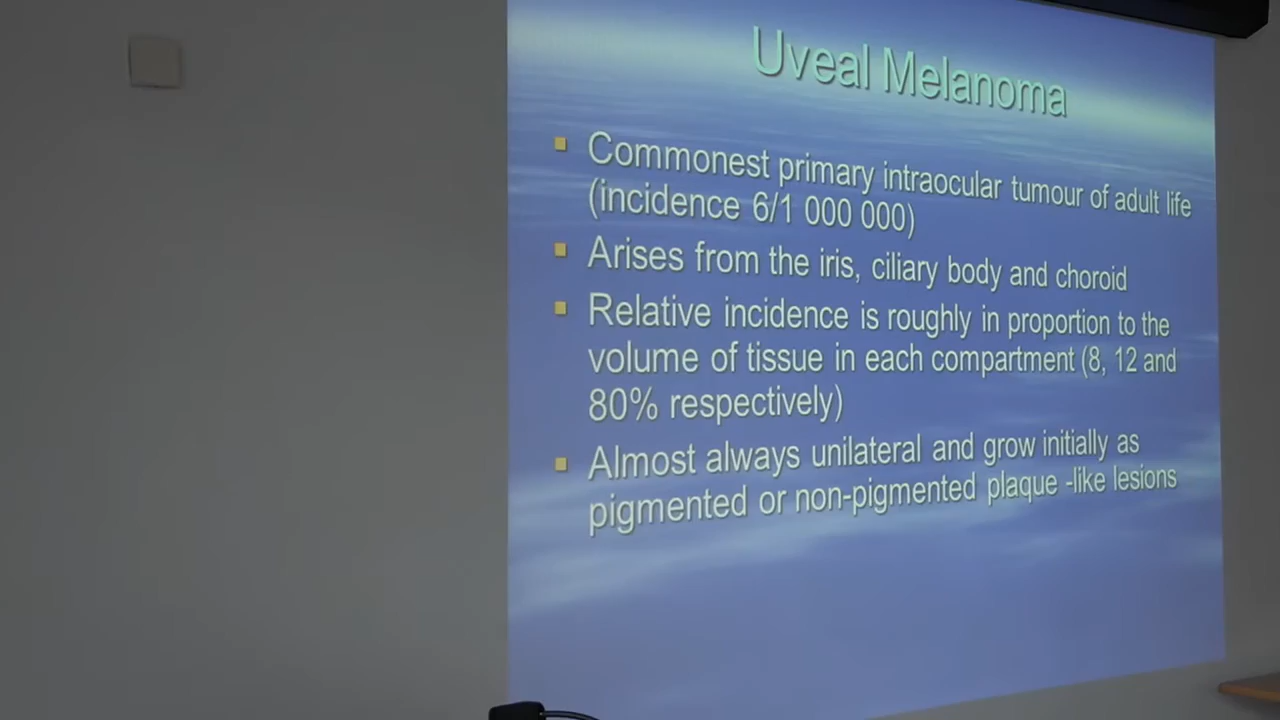 Uveal Melanoma
Commonest primary intraocular tumour of adult life
(incidence 6/1 000 000)
Arises from the iris, ciliary body and choroid
Relative incidence is roughly in proportion to the
volume of tissue in each compartment (8, 12 and
80% respectively)
Almost always unilateral and grow initially as
pigmented or non-pigmented plaque -like lesions